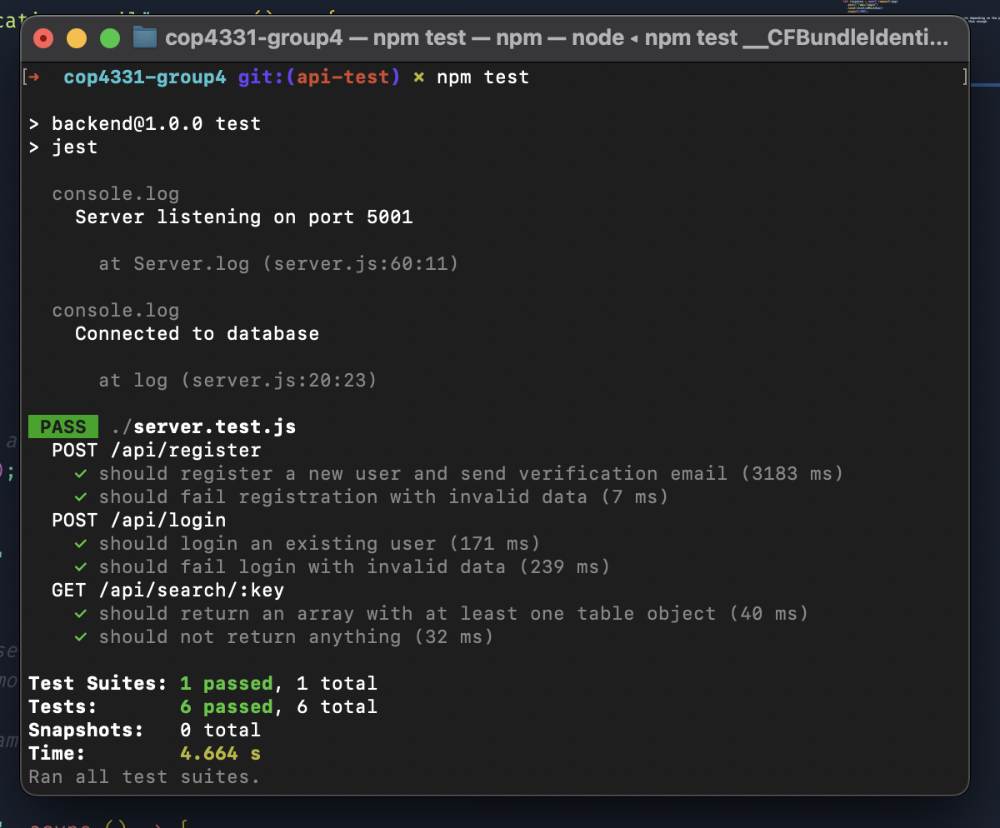 cop4331-group4 — npm test — npm — node ◂ npm test __CFBundleIdenti...
[➜ cop4331-group4 git:(api-test) ✗ npm test ]
> backend@1.0.0 test
> jest
console.log
Server listening on port 5001
at Server.log (server.js:60:11)
console.log
Connected to database
at log (server.js:20:23)
PASS ./server.test.js
POST /api/register
✓ should register a new user and send verification email (3183 ms)
✓ should fail registration with invalid data (7 ms)
POST /api/login
✓ should login an existing user (171 ms)
✓ should fail login with invalid data (239 ms)
GET /api/search/:key
✓ should return an array with at least one table object (40 ms)
✓ should not return anything (32 ms)
Test Suites: 1 passed, 1 total
Tests: 6 passed, 6 total
Snapshots: 0 total
Time: 4.664 s
Ran all test suites.